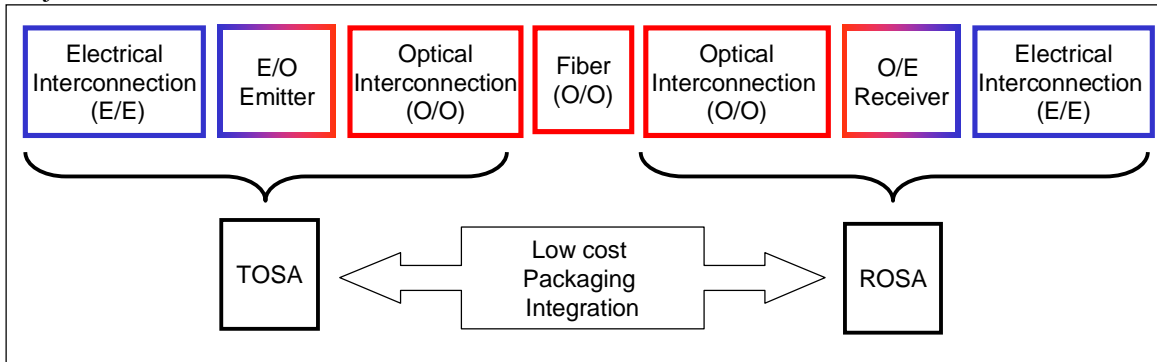 Electrical
Interconnection
(E/E)
E/O
Emitter
Optical
Interconnection
(O/O)
Fiber
(O/O)
Optical
Interconnection
(O/O)
O/E
Receiver
Electrical
Interconnection
(E/E)
TOSA
Low cost
Packaging
Integration
ROSA